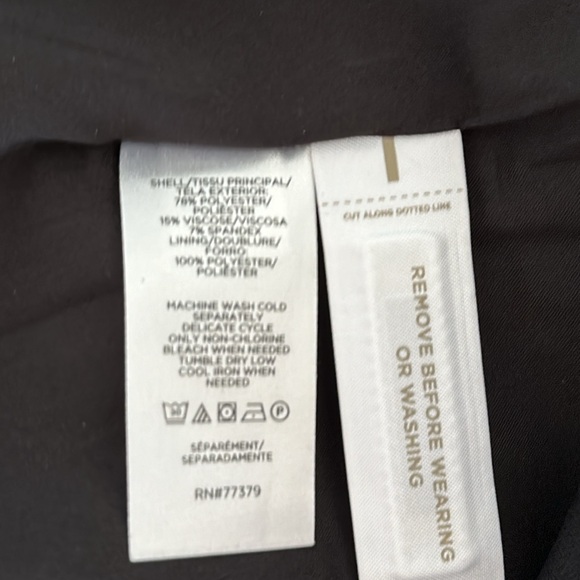 SHELL/TISSU PRINCIPAL/
TELA EXTERIOR:
78% POLYESTER/
POLIÉSTER
15% VISCOSE/VISCOSA
7% SPANDEX
LINING/DOUBLURE/
FORRO:
100% POLYESTER/
POLIÉSTER
MACHINE WASH COLD
SEPARATELY
DELICATE CYCLE
ONLY NON-CHLORINE
BLEACH WHEN NEEDED
TUMBLE DRY LOW
COOL IRON WHEN
NEEDED
P
SÉPARÉMENT/
SEPARADAMENTE
RN#77379
CUT ALONG DOTTED LINE
REMOVE BEFORE WEARING
OR WASHING